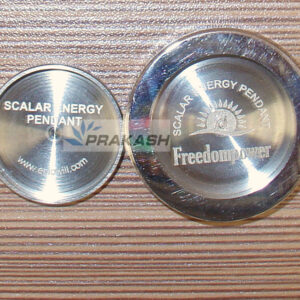 SCALAR ENERGY
PENDANT
SCALAR ENERGY PENDANT
Freedompower
PRAKASH